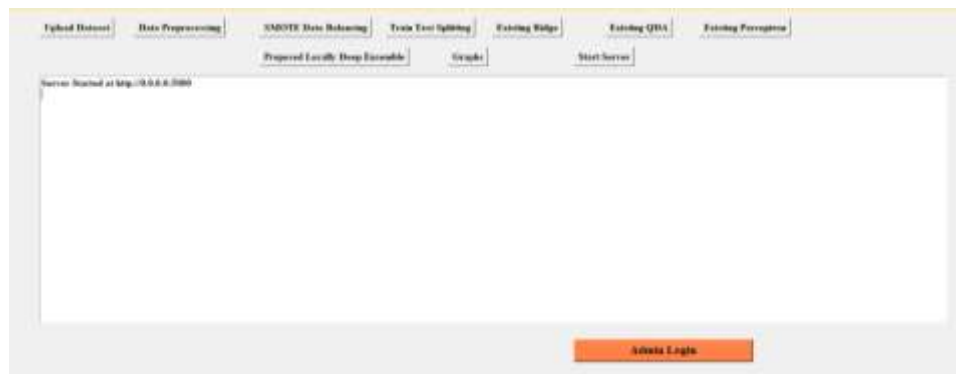 Upload Dataset Data Preprocessing SMOTE Data Balancing Train Test Splitting Existing Ridge Existing QDA Existing Perceptron
Proposed Locally Deep Ensemble Graphs Start Server
Server Started at http://0.0.0.0:5000
Admin Login